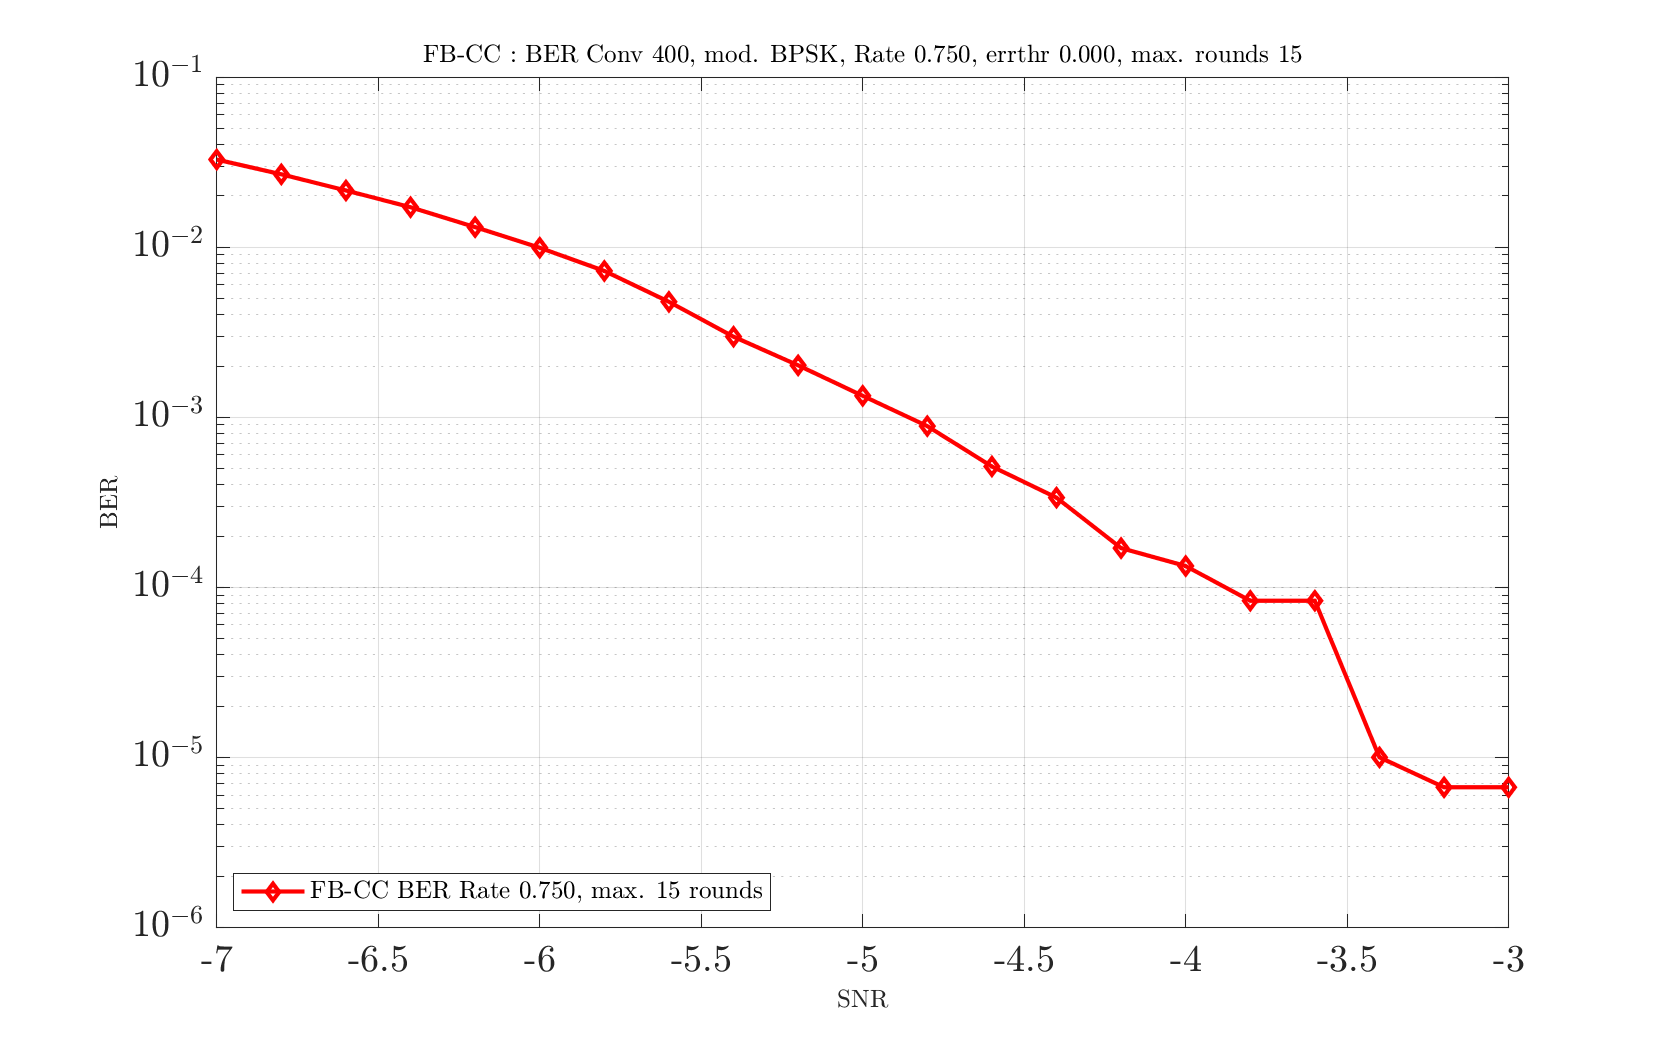 FB-CC : BER Conv 400, mod. BPSK, Rate 0.750, errthr 0.000, max. rounds 15
10^{-1}
10^{-2}
10^{-3}
10^{-4}
10^{-5}
10^{-6}
BER
FB-CC BER Rate 0.750, max. 15 rounds
-7 -6.5 -6 -5.5 -5 -4.5 -4 -3.5 -3
SNR